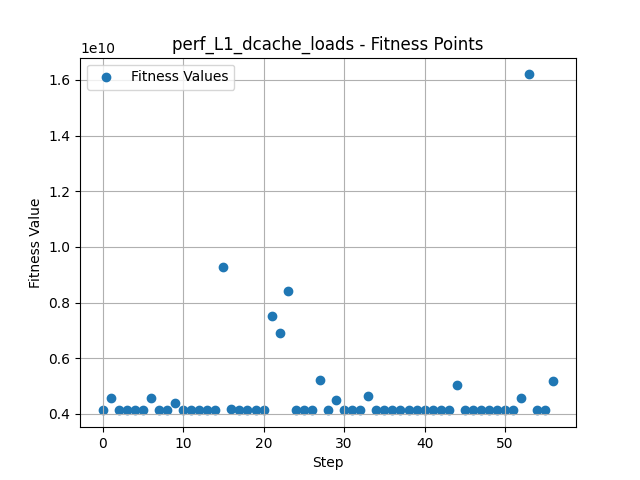 perf_L1_dcache_loads - Fitness Points
1e10
Fitness Values
1.6
1.4
1.2
1.0
0.8
0.6
0.4
Fitness Value
0 10 20 30 40 50
Step